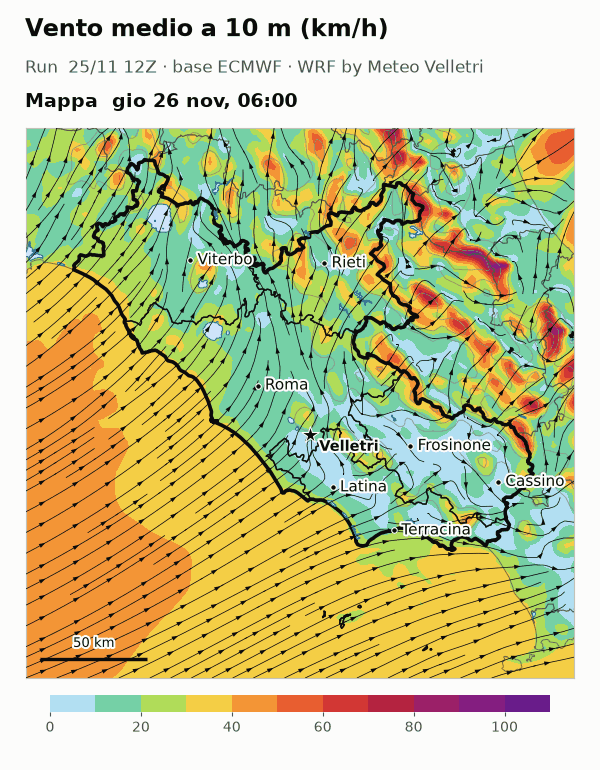 Vento medio a 10 m (km/h)
Run 25/11 12Z · base ECMWF · WRF by Meteo Velletri
Mappa gio 26 nov, 06:00
Viterbo
Rieti
Roma
Velletri
Frosinone
Cassino
Latina
Terracina
50 km
0 20 40 60 80 100